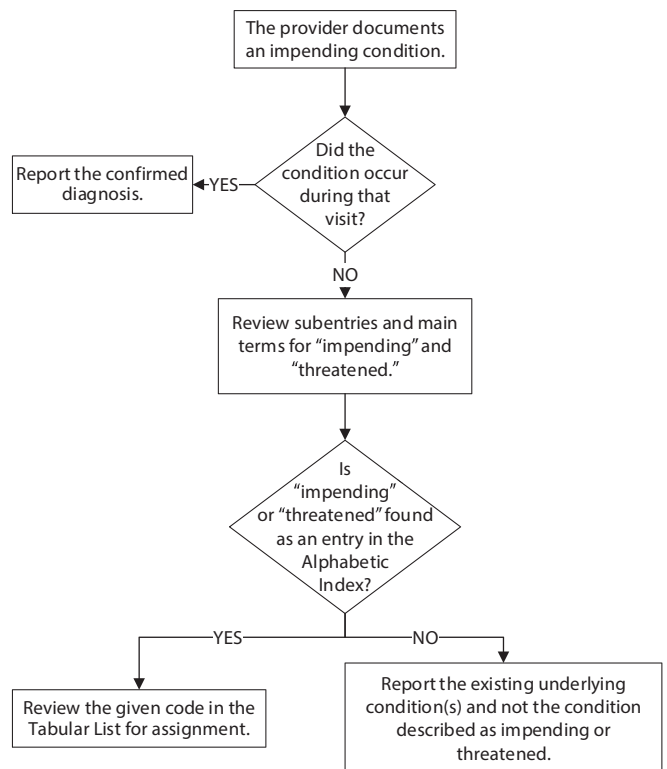 The provider documents
an impending condition.
Did the
condition occur
during that
visit?
YES
Report the confirmed
diagnosis.
NO
Review subentries and main
terms for “impending” and
“threatened.”
Is
“impending”
or “threatened” found
as an entry in the
Alphabetic
Index?
YES
NO
Review the given code in the
Tabular List for assignment.
Report the existing underlying
condition(s) and not the condition
described as impending or
threatened.